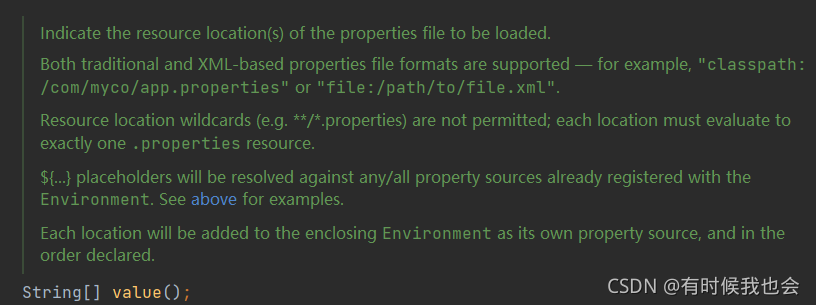 Indicate the resource location(s) of the properties file to be loaded.
Both traditional and XML-based properties file formats are supported — for example, "classpath:
/com/myco/app.properties" or "file:/path/to/file.xml".
Resource location wildcards (e.g. **/*.properties) are not permitted; each location must evaluate to
exactly one .properties resource.
${...} placeholders will be resolved against any/all property sources already registered with the
Environment. See above for examples.
Each location will be added to the enclosing Environment as its own property source, and in the
order declared.
String[] value();
CSDN @有时候我也会